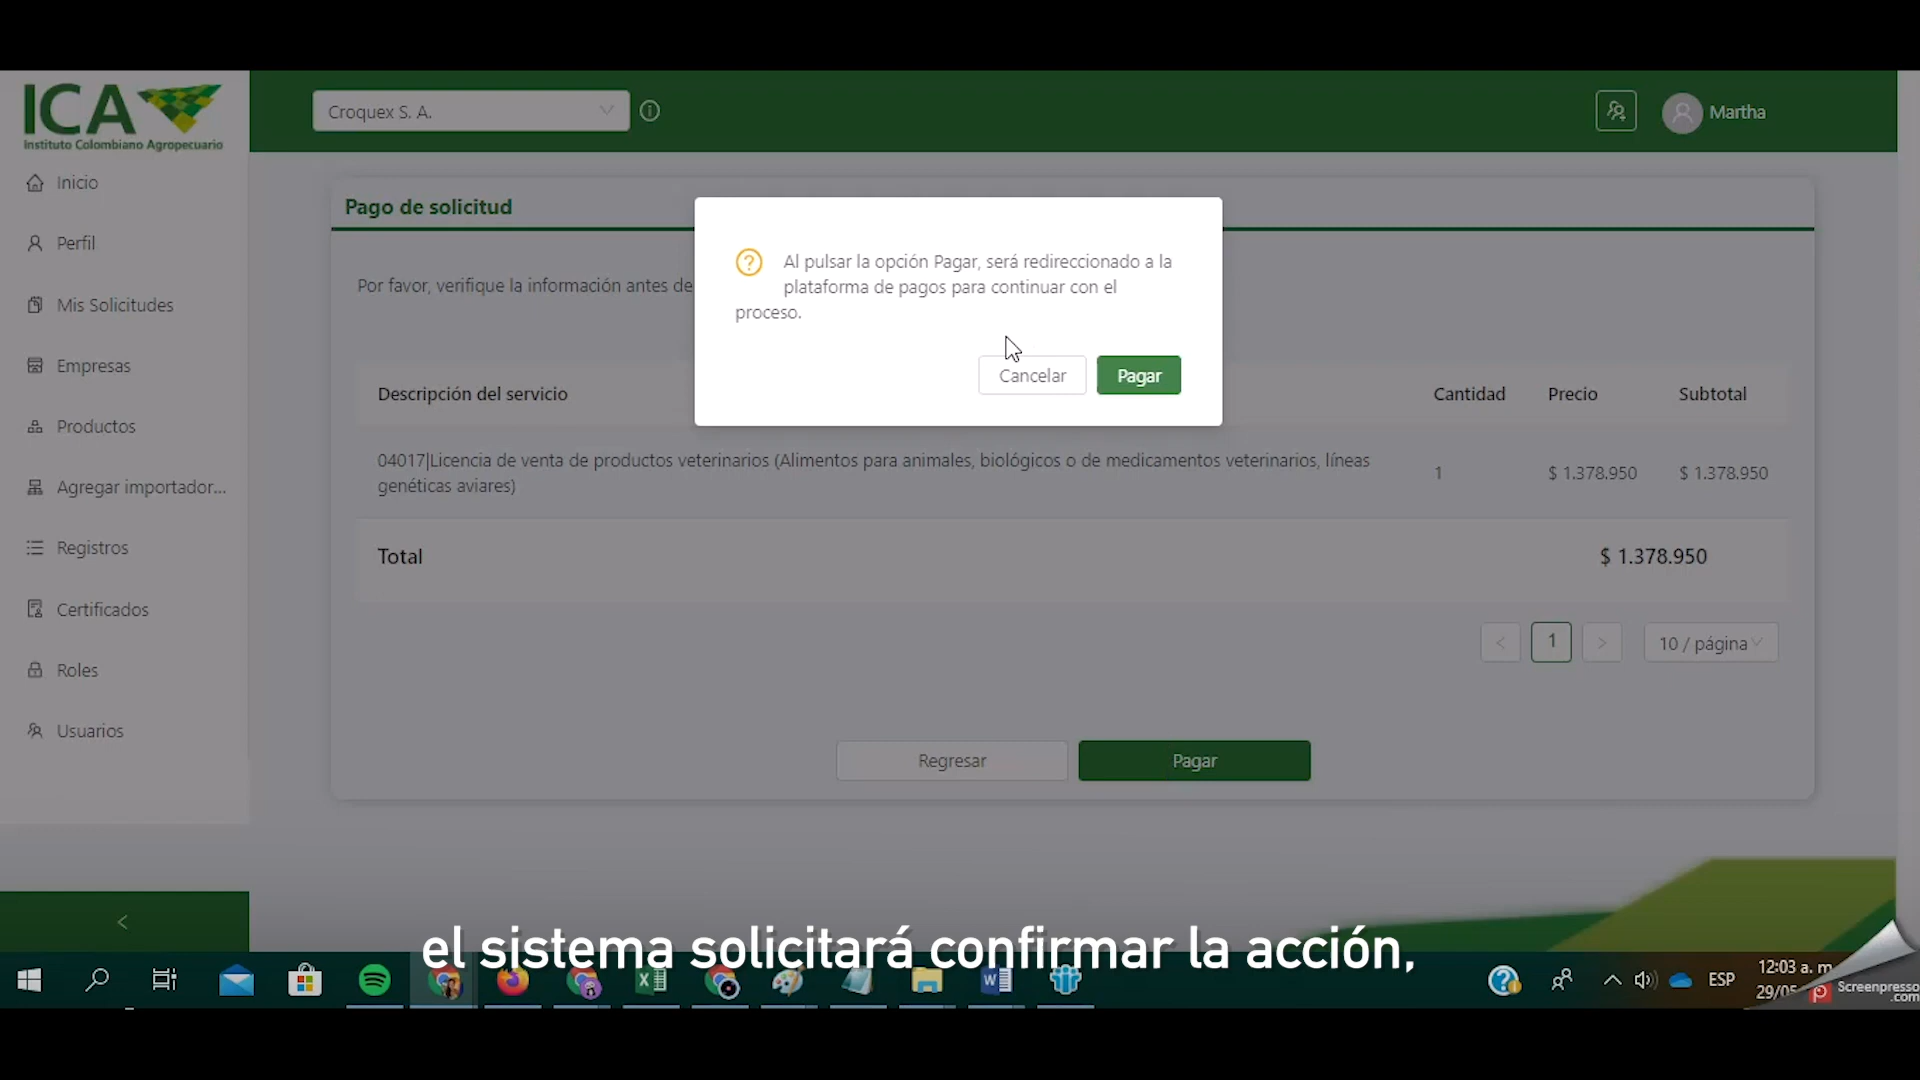 ICA
Instituto Colombiano Agropecuario
Croquex S. A.
Martha
Inicio
Perfil
Mis Solicitudes
Empresas
Productos
Agregar importador...
Registros
Certificados
Roles
Usuarios
Pago de solicitud
Por favor, verifique la información antes de
Al pulsar la opción Pagar, será redireccionado a la
plataforma de pagos para continuar con el
proceso.
Cancelar
Pagar
Descripción del servicio
Cantidad
Precio
Subtotal
04017|Licencia de venta de productos veterinarios (Alimentos para animales, biológicos o de medicamentos veterinarios, líneas
genéticas aviares)
1
$ 1.378.950
$ 1.378.950
Total
$ 1.378.950
<
1
>
10 / página
Regresar
Pagar
<
el sistema solicitará confirmar la acción,
ESP
12:03 a. m.
29/05
Screenpresso
.com